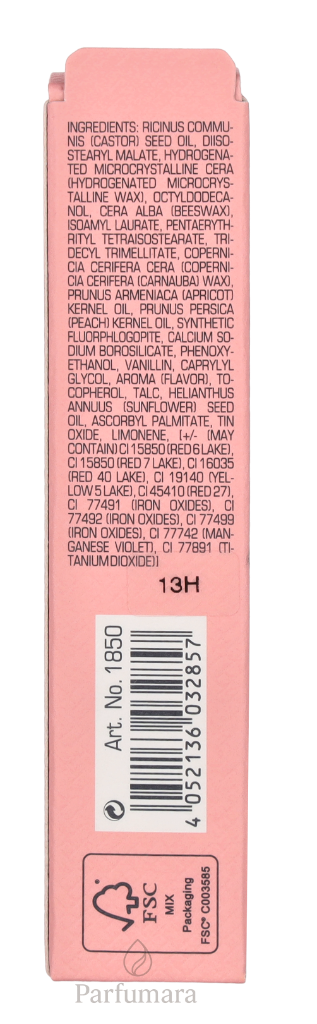 INGREDIENTS: RICINUS COMMU-
NIS (CASTOR) SEED OIL, DIISO-
STEARYL MALATE, HYDROGENA-
TED MICROCRYSTALLINE CERA
(HYDROGENATED MICROCRYS-
TALLINE WAX), OCTYLDODECA-
NOL, CERA ALBA (BEESWAX),
ISOAMYL LAURATE, PENTAERYTH-
RITYL TETRAISOSTEARATE, TRI-
DECYL TRIMELLITATE, COPERNI-
CIA CERIFERA CERA (COPERNI-
CIA CERIFERA (CARNAUBA) WAX),
PRUNUS ARMENIACA (APRICOT)
KERNEL OIL, PRUNUS PERSICA
(PEACH) KERNEL OIL, SYNTHETIC
FLUORPHLOGOPITE, CALCIUM SO-
DIUM BOROSILICATE, PHENOXY-
ETHANOL, VANILLIN, CAPRYLYL
GLYCOL, AROMA (FLAVOR), TO-
COPHEROL, TALC, HELIANTHUS
ANNUUS (SUNFLOWER) SEED
OIL, ASCORBYL PALMITATE, TIN
OXIDE, LIMONENE, [+/- (MAY
CONTAIN) CI 15850 (RED 6 LAKE),
CI 15850 (RED 7 LAKE), CI 16035
(RED 40 LAKE), CI 19140 (YEL-
LOW 5 LAKE), CI 45410 (RED 27),
CI 77491 (IRON OXIDES), CI
77492 (IRON OXIDES), CI 77499
(IRON OXIDES), CI 77742 (MAN-
GANESE VIOLET), CI 77891 (TI-
TANIUM DIOXIDE)]
13H
Art. No. 1850
4 052136 032857
FSC
MIX
Packaging
FSC® C003585
Parfumara